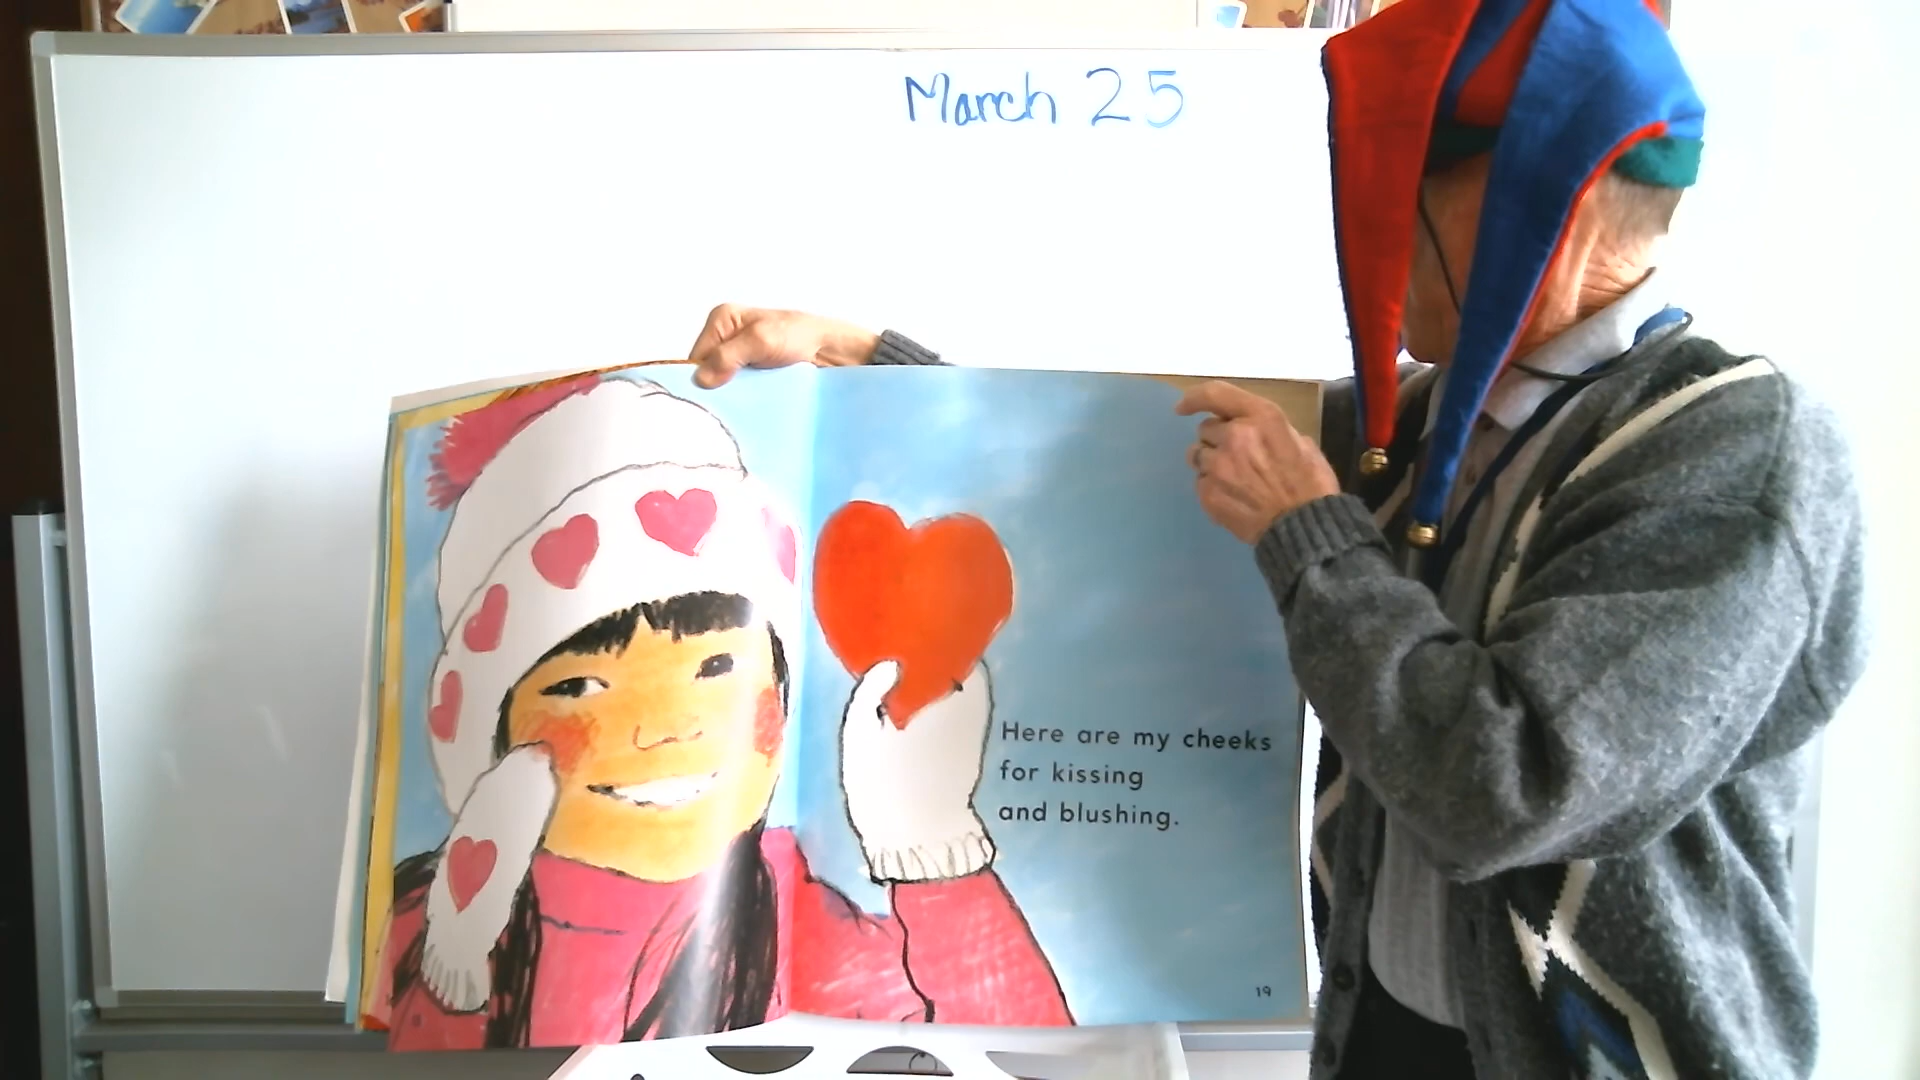 March 25
Here are my cheeks
for kissing
and blushing.
19